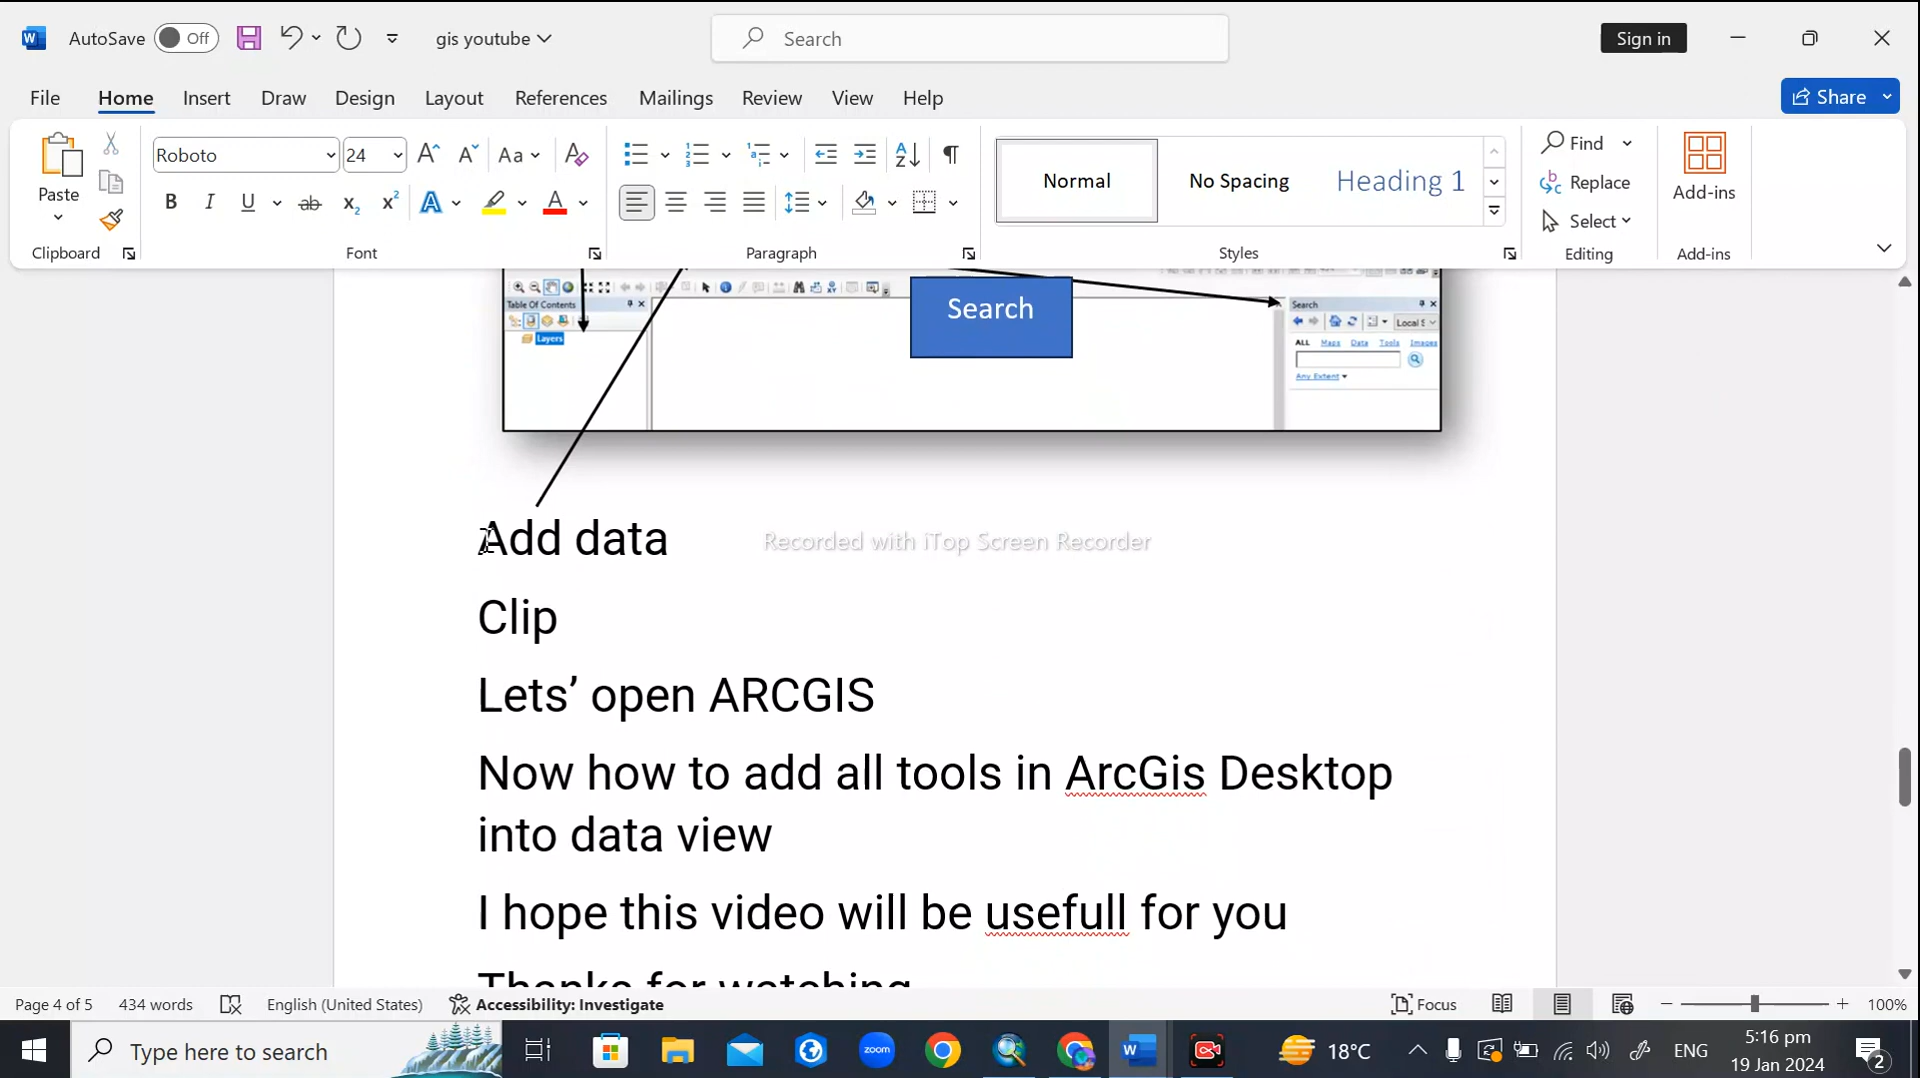 AutoSave Off gis youtube Search Sign in
File Home Insert Draw Design Layout References Mailings Review View Help Share
Paste Roboto 24 Aa Normal No Spacing Heading 1 Find Replace Select Add-ins
Clipboard Font Paragraph Styles Editing Add-ins
Table Of Contents
Layers
Search
Search
ALL Maps Data Tools Images
Any Extent
Add data
Recorded with iTop Screen Recorder
Clip
Lets’ open ARCGIS
Now how to add all tools in ArcGis Desktop
into data view
I hope this video will be usefull for you
Thanks for watching
Page 4 of 5 434 words English (United States) Accessibility: Investigate Focus 100%
Type here to search zoom 18°C ENG 5:16 pm
19 Jan 2024 2